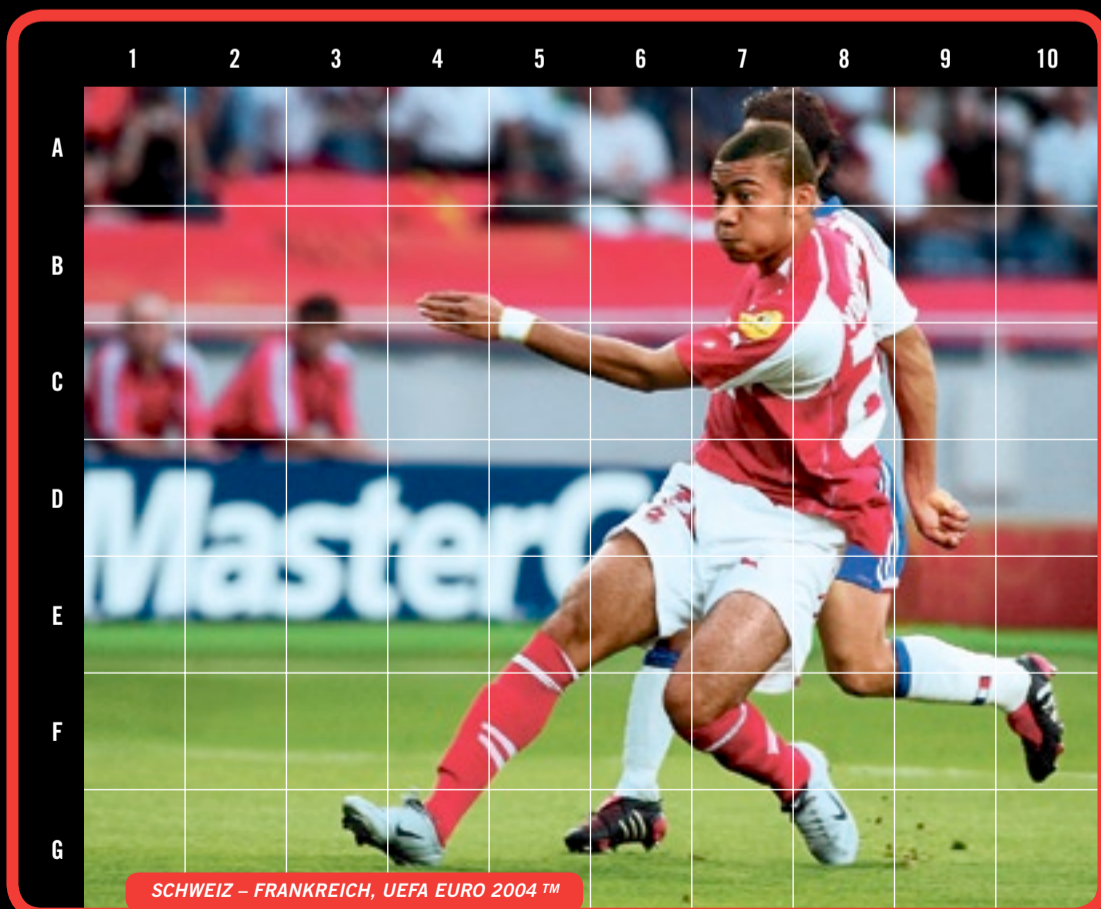 1 2 3 4 5 6 7 8 9 10
A
B
C
D
MasterC
E
F
G
SCHWEIZ – FRANKREICH, UEFA EURO 2004™